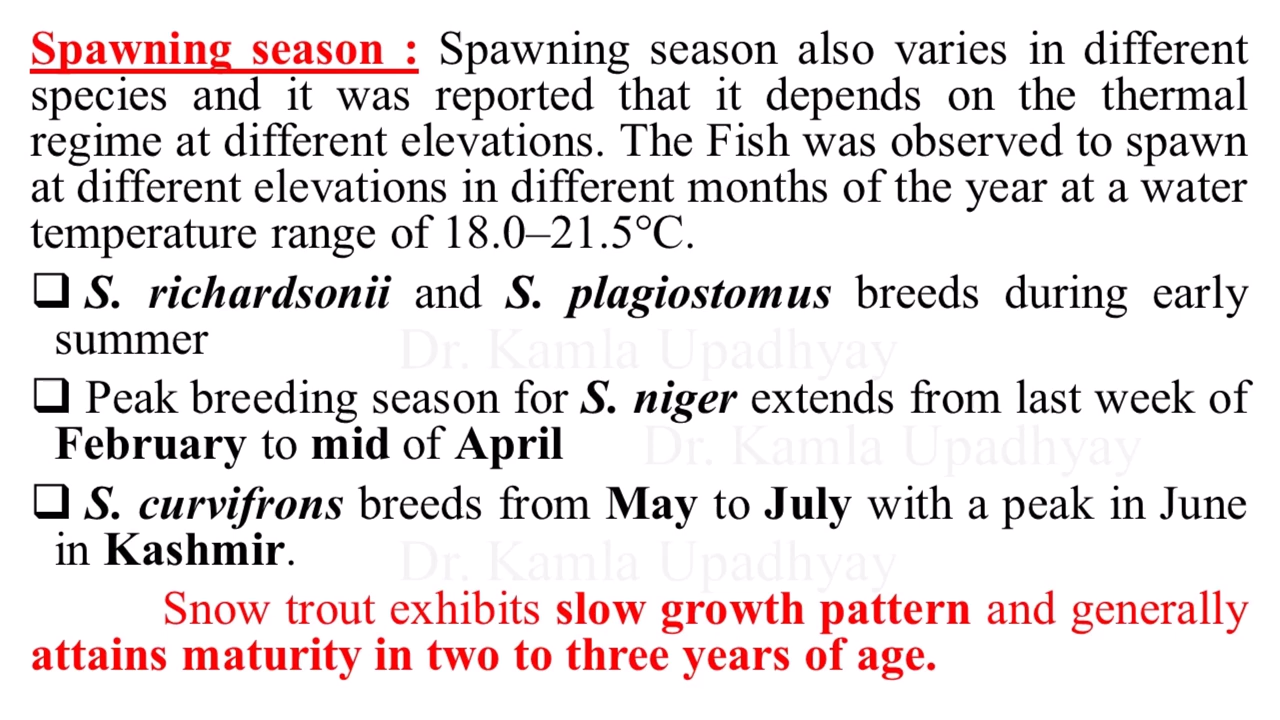 Spawning season : Spawning season also varies in different
species and it was reported that it depends on the thermal
regime at different elevations. The Fish was observed to spawn
at different elevations in different months of the year at a water
temperature range of 18.0–21.5°C.
❑ S. richardsonii and S. plagiostomus breeds during early
summer
Dr. Kamla Upadhyay
❑ Peak breeding season for S. niger extends from last week of
February to mid of April
Dr. Kamla Upadhyay
❑ S. curvifrons breeds from May to July with a peak in June
in Kashmir.
Dr. Kamla Upadhyay
Snow trout exhibits slow growth pattern and generally
attains maturity in two to three years of age.